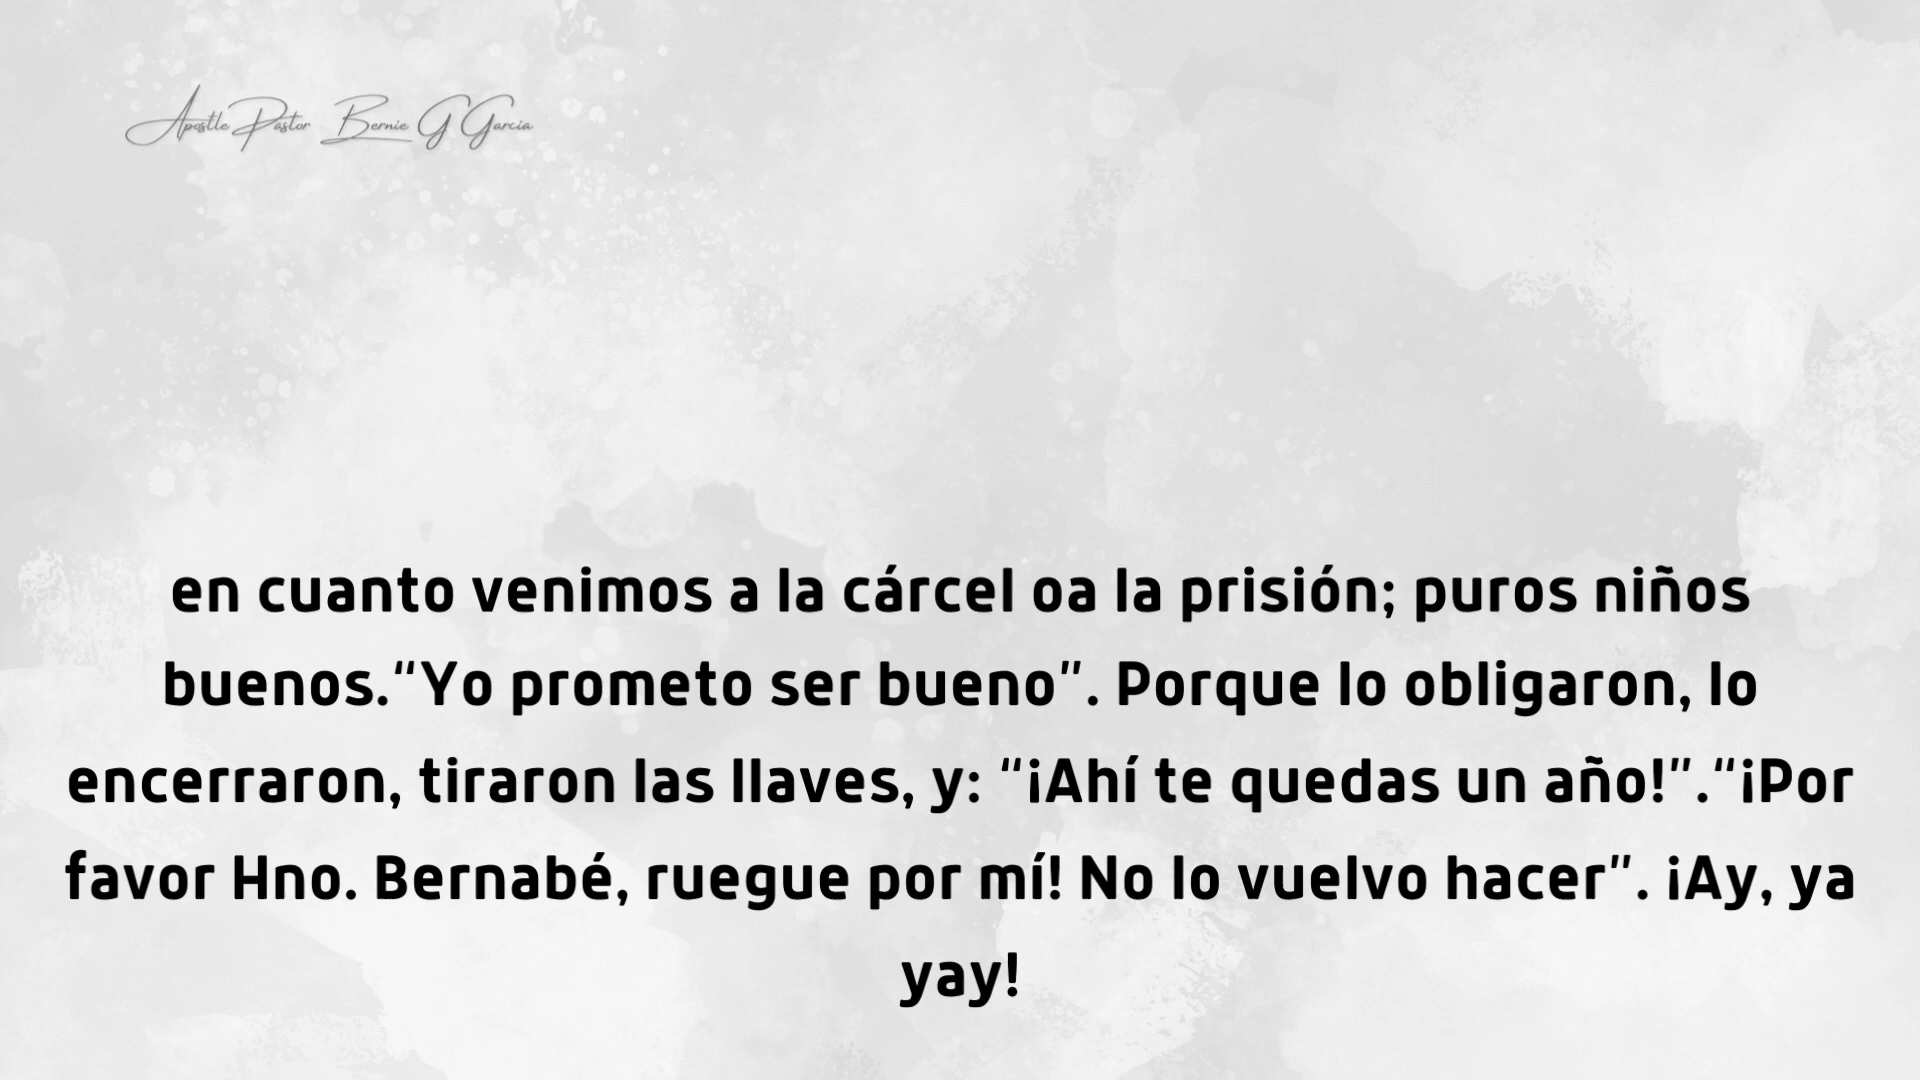 Apostle Pastor Bernie G Garcia
en cuanto venimos a la cárcel oa la prisión; puros niños
buenos.“Yo prometo ser bueno”. Porque lo obligaron, lo
encerraron, tiraron las llaves, y: “¡Ahí te quedas un año!”.“¡Por
favor Hno. Bernabé, ruegue por mí! No lo vuelvo hacer”. ¡Ay, ya
yay!